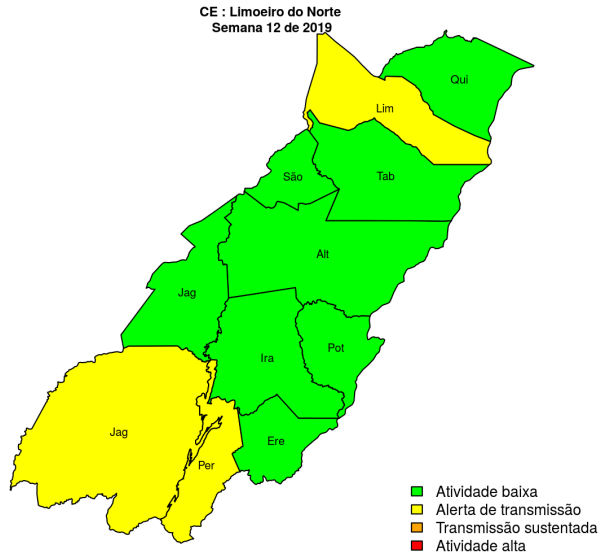 CE : Limoeiro do Norte
Semana 12 de 2019
Qui
Lim
São
Tab
Alt
Jag
Pot
Ira
Jag
Ere
Per
Atividade baixa
Alerta de transmissão
Transmissão sustentada
Atividade alta